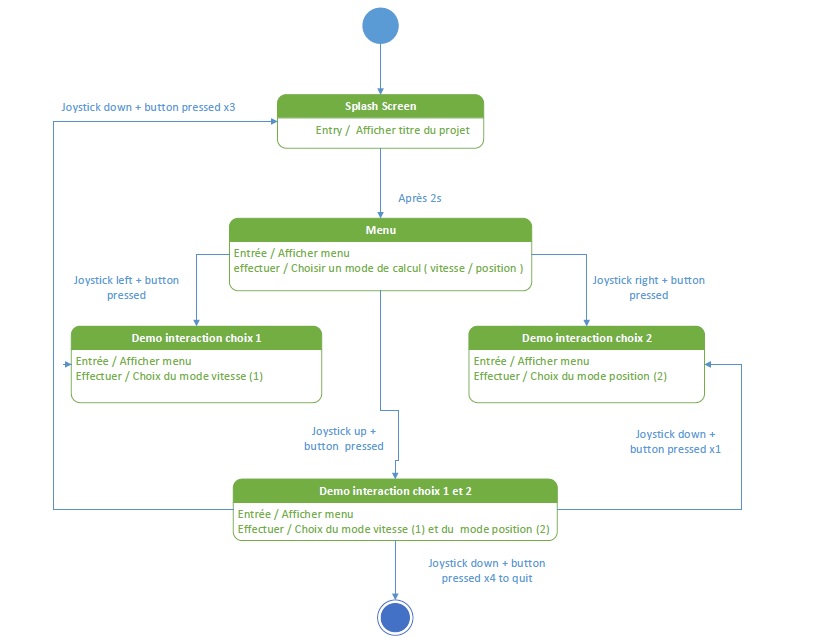 Joystick down + button pressed x3
Splash Screen
Entry / Afficher titre du projet
Après 2s
Menu
Entrée / Afficher menu
effectuer / Choisir un mode de calcul ( vitesse / position )
Joystick left + button
pressed
Joystick right + button
pressed
Demo interaction choix 1
Entrée / Afficher menu
Effectuer / Choix du mode vitesse (1)
Demo interaction choix 2
Entrée / Afficher menu
Effectuer / Choix du mode position (2)
Joystick up +
button pressed
Joystick down +
button pressed x1
Demo interaction choix 1 et 2
Entrée / Afficher menu
Effectuer / Choix du mode vitesse (1) et du mode position (2)
Joystick down + button
pressed x4 to quit